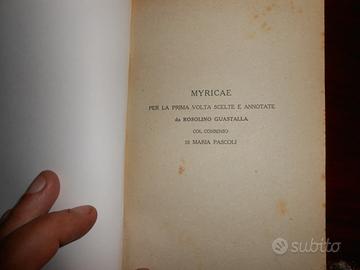 MYRICAE
PER LA PRIMA VOLTA SCELTE E ANNOTATE
da ROSOLINO GUASTALLA
COL CONSENSO
DI MARIA PASCOLI
subito